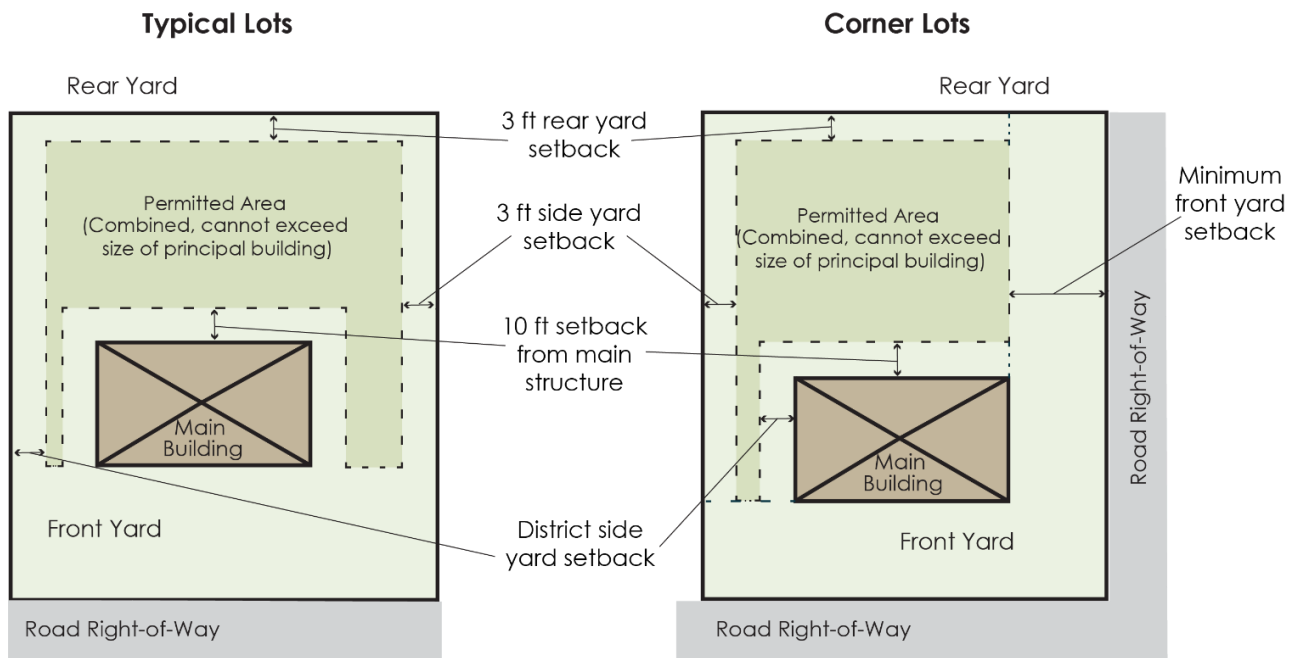 Typical Lots
Corner Lots
Rear Yard
Rear Yard
3 ft rear yard
setback
Permitted Area
(Combined, cannot exceed
size of principal building)
3 ft side yard
setback
Permitted Area
(Combined, cannot exceed
size of principal building)
Minimum
front yard
setback
10 ft setback
from main
structure
Main
Building
Main
Building
Road Right-of-Way
Front Yard
District side
yard setback
Front Yard
Road Right-of-Way
Road Right-of-Way